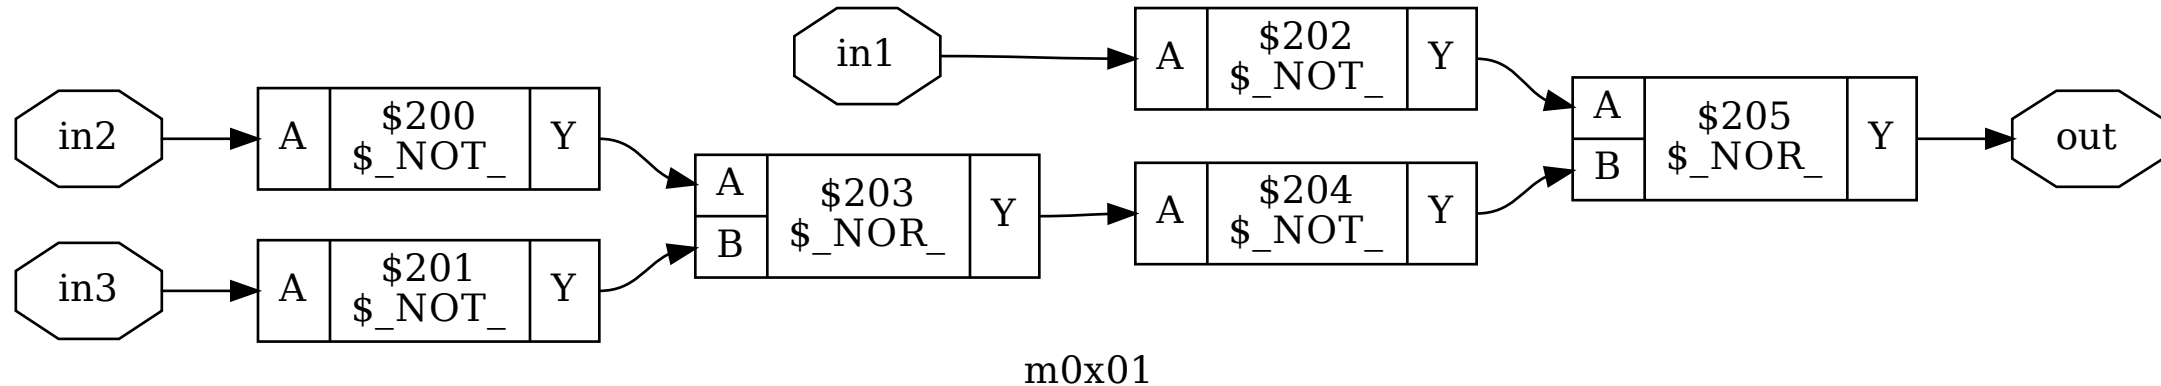 in1
A
$202
$_NOT_
Y
in2
A
$200
$_NOT_
Y
A
B
$205
$_NOR_
Y
out
A
B
$203
$_NOR_
Y
A
$204
$_NOT_
Y
in3
A
$201
$_NOT_
Y
m0x01